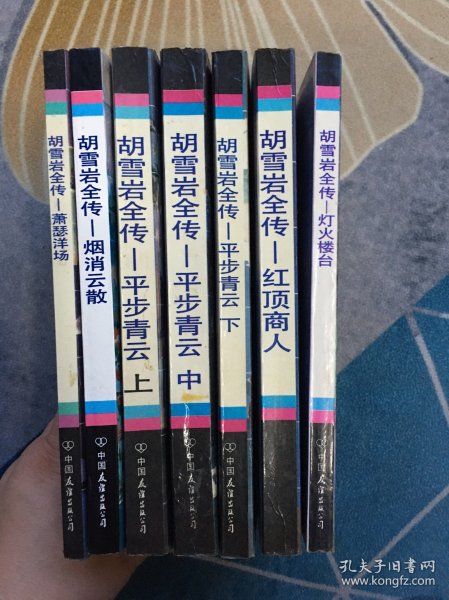 胡雪岩全传—萧瑟洋场
中国友谊出版公司
胡雪岩全传—烟消云散
中国友谊出版公司
胡雪岩全传—平步青云 上
中国友谊出版公司
胡雪岩全传—平步青云 中
中国友谊出版公司
胡雪岩全传—平步青云 下
中国友谊出版公司
胡雪岩全传—红顶商人
中国友谊出版公司
胡雪岩全传—灯火楼台
中国友谊出版公司
孔夫子旧书网
www.kongfz.com